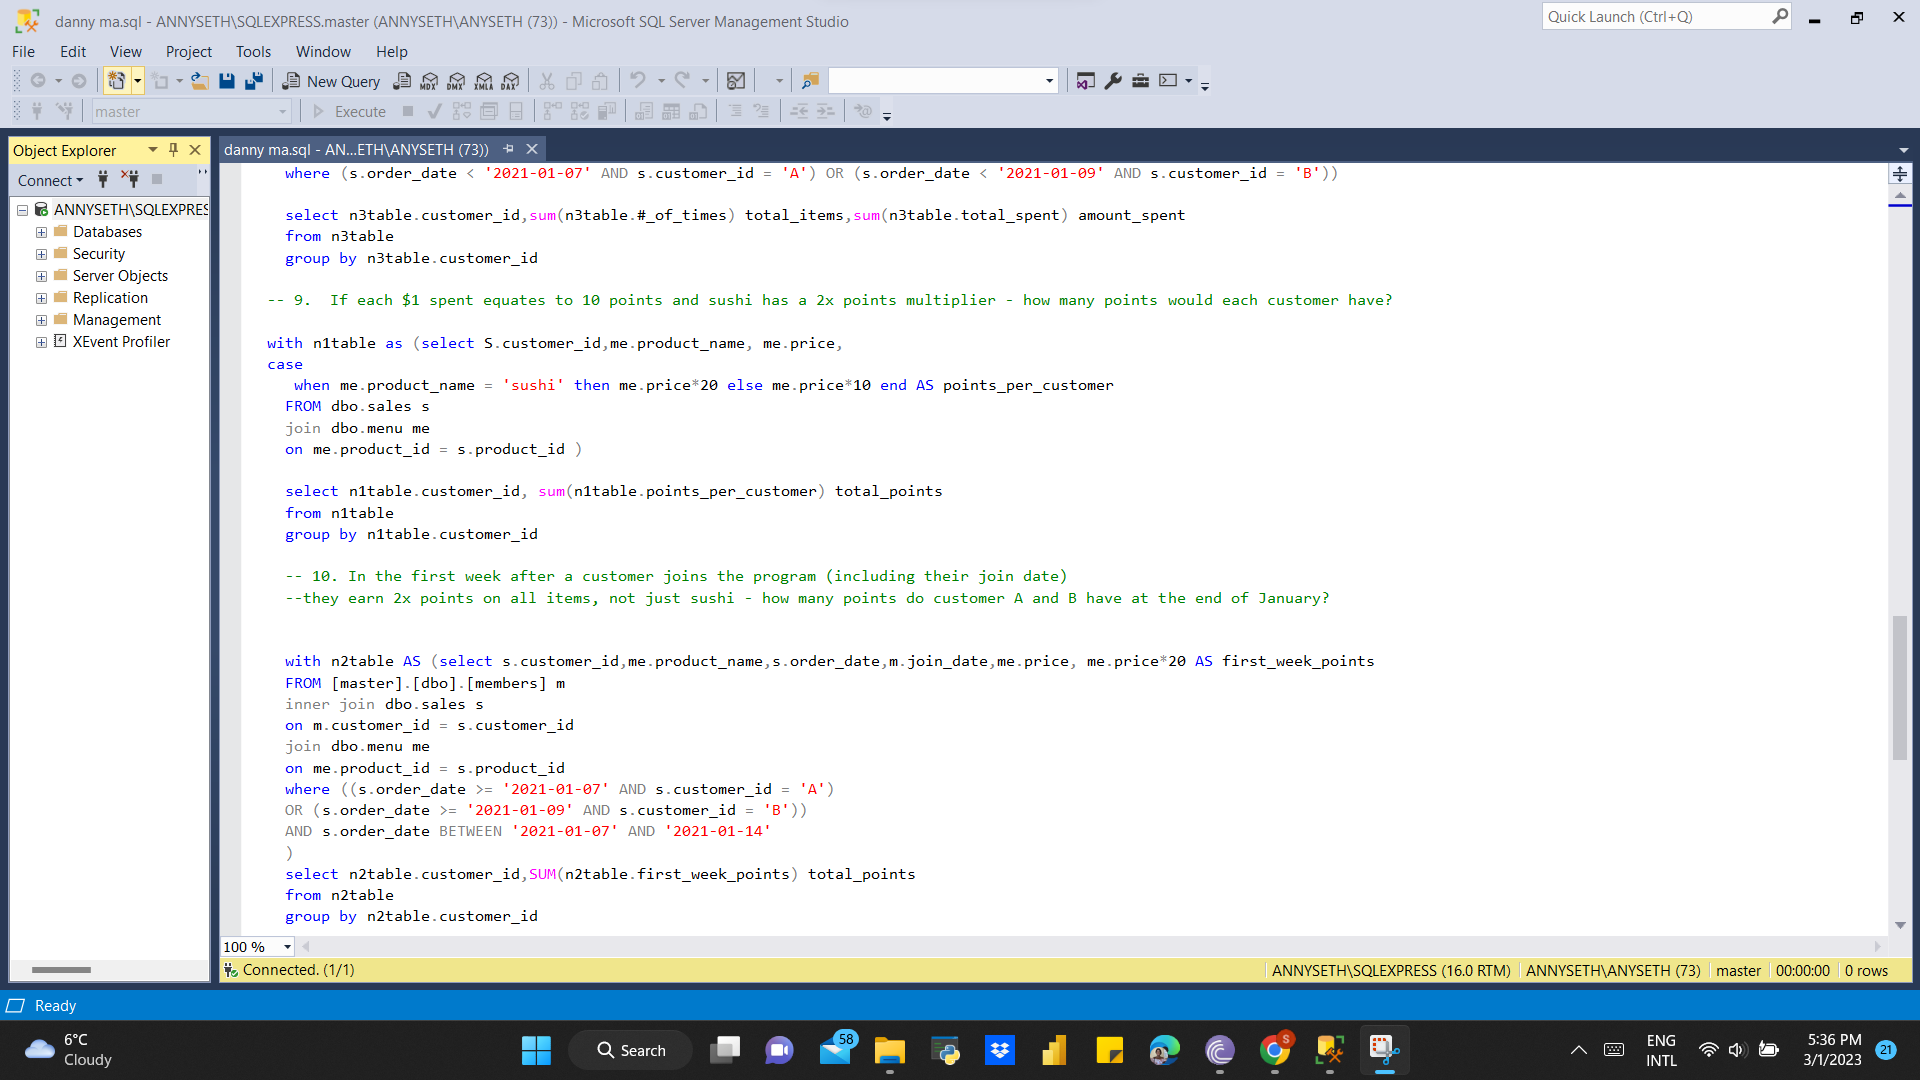 danny ma.sql - ANNYSETH\SQLEXPRESS.master (ANNYSETH\ANYSETH (73)) - Microsoft SQL Server Management Studio
Quick Launch (Ctrl+Q)
File Edit View Project Tools Window Help
New Query MDX DMX XMLA DAX
master Execute
Object Explorer
danny ma.sql - AN...ETH\ANYSETH (73))
Connect
ANNYSETH\SQLEXPRES
Databases
Security
Server Objects
Replication
Management
XEvent Profiler
where (s.order_date < '2021-01-07' AND s.customer_id = 'A') OR (s.order_date < '2021-01-09' AND s.customer_id = 'B'))
select n3table.customer_id,sum(n3table.#_of_times) total_items,sum(n3table.total_spent) amount_spent
from n3table
group by n3table.customer_id
-- 9.  If each $1 spent equates to 10 points and sushi has a 2x points multiplier - how many points would each customer have?
with n1table as (select S.customer_id,me.product_name, me.price,
case
when me.product_name = 'sushi' then me.price*20 else me.price*10 end AS points_per_customer
FROM dbo.sales s
join dbo.menu me
on me.product_id = s.product_id )
select n1table.customer_id, sum(n1table.points_per_customer) total_points
from n1table
group by n1table.customer_id
-- 10. In the first week after a customer joins the program (including their join date)
--they earn 2x points on all items, not just sushi - how many points do customer A and B have at the end of January?
with n2table AS (select s.customer_id,me.product_name,s.order_date,m.join_date,me.price, me.price*20 AS first_week_points
FROM [master].[dbo].[members] m
inner join dbo.sales s
on m.customer_id = s.customer_id
join dbo.menu me
on me.product_id = s.product_id
where ((s.order_date >= '2021-01-07' AND s.customer_id = 'A')
OR (s.order_date >= '2021-01-09' AND s.customer_id = 'B'))
AND s.order_date BETWEEN '2021-01-07' AND '2021-01-14'
)
select n2table.customer_id,SUM(n2table.first_week_points) total_points
from n2table
group by n2table.customer_id
100 %
Connected. (1/1)
ANNYSETH\SQLEXPRESS (16.0 RTM) ANNYSETH\ANYSETH (73) master 00:00:00 0 rows
Ready
6°C
Cloudy
Search
58
S
ENG
INTL
5:36 PM
3/1/2023
21